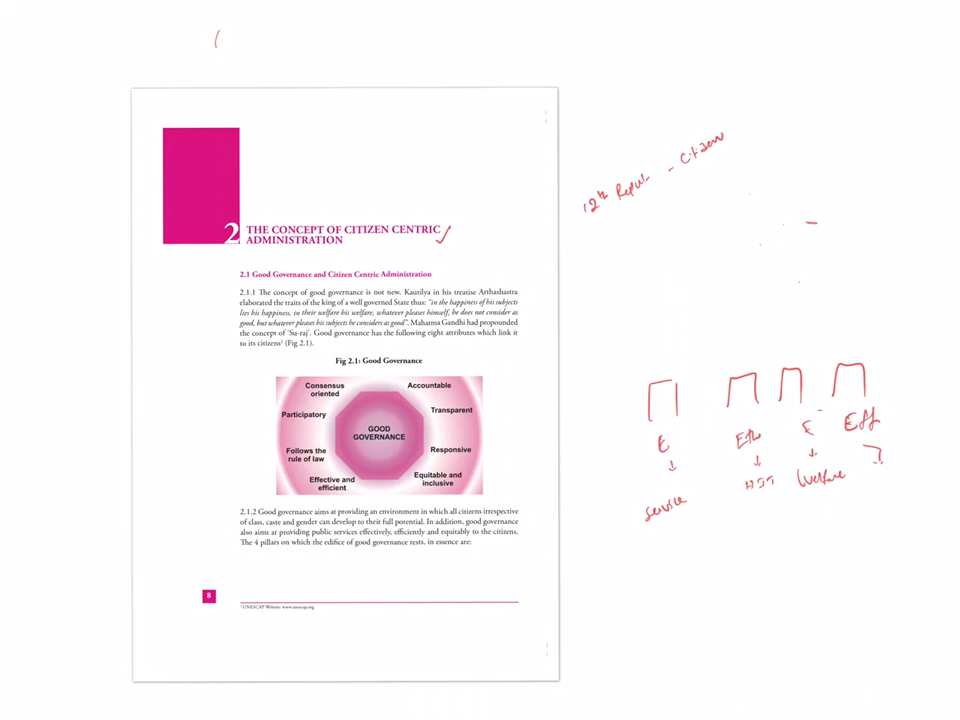 12th Report - Citizen
2 THE CONCEPT OF CITIZEN CENTRIC
ADMINISTRATION
2.1 Good Governance and Citizen Centric Administration
2.1.1 The concept of good governance is not new. Kautilya in his treatise Arthashastra
elaborated the traits of the king of a well governed State thus: "in the happiness of his subjects
lies his happiness, in their welfare his welfare, whatever pleases himself, he does not consider as
good, but whatever pleases his subjects he considers as good". Mahatma Gandhi had propounded
the concept of 'Su-raj'. Good governance has the following eight attributes which link it
to its citizens² (Fig 2.1).
Fig 2.1: Good Governance
Consensus
oriented
Accountable
Participatory
Transparent
GOOD
GOVERNANCE
Follows the
rule of law
Responsive
Effective and
efficient
Equitable and
inclusive
2.1.2 Good governance aims at providing an environment in which all citizens irrespective
of class, caste and gender can develop to their full potential. In addition, good governance
also aims at providing public services effectively, efficiently and equitably to the citizens.
The 4 pillars on which the edifice of good governance rests, in essence are:
8
² UNESCAP Website: www.unescap.org
E Eth E Eff
Service Welfare